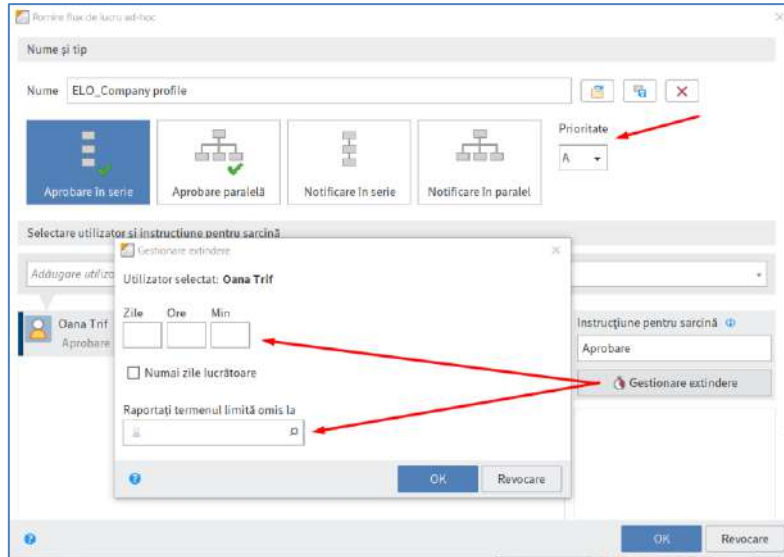 Pornire flux de lucru ad-hoc
Nume și tip
Nume ELO_Company profile
Prioritate
A
Aprobare în serie
Aprobare paralelă
Notificare în serie
Notificare în paralel
Selectare utilizator și instrucțiune pentru sarcină
Gestionare extindere
Adăugare utiliza
Utilizator selectat: Oana Trif
Zile Ore Min
Oana Trif
Aprobare
Instrucțiune pentru sarcină
Aprobare
Numai zile lucrătoare
Gestionare extindere
Raportați termenul limită omis la
OK Revocare
OK Revocare